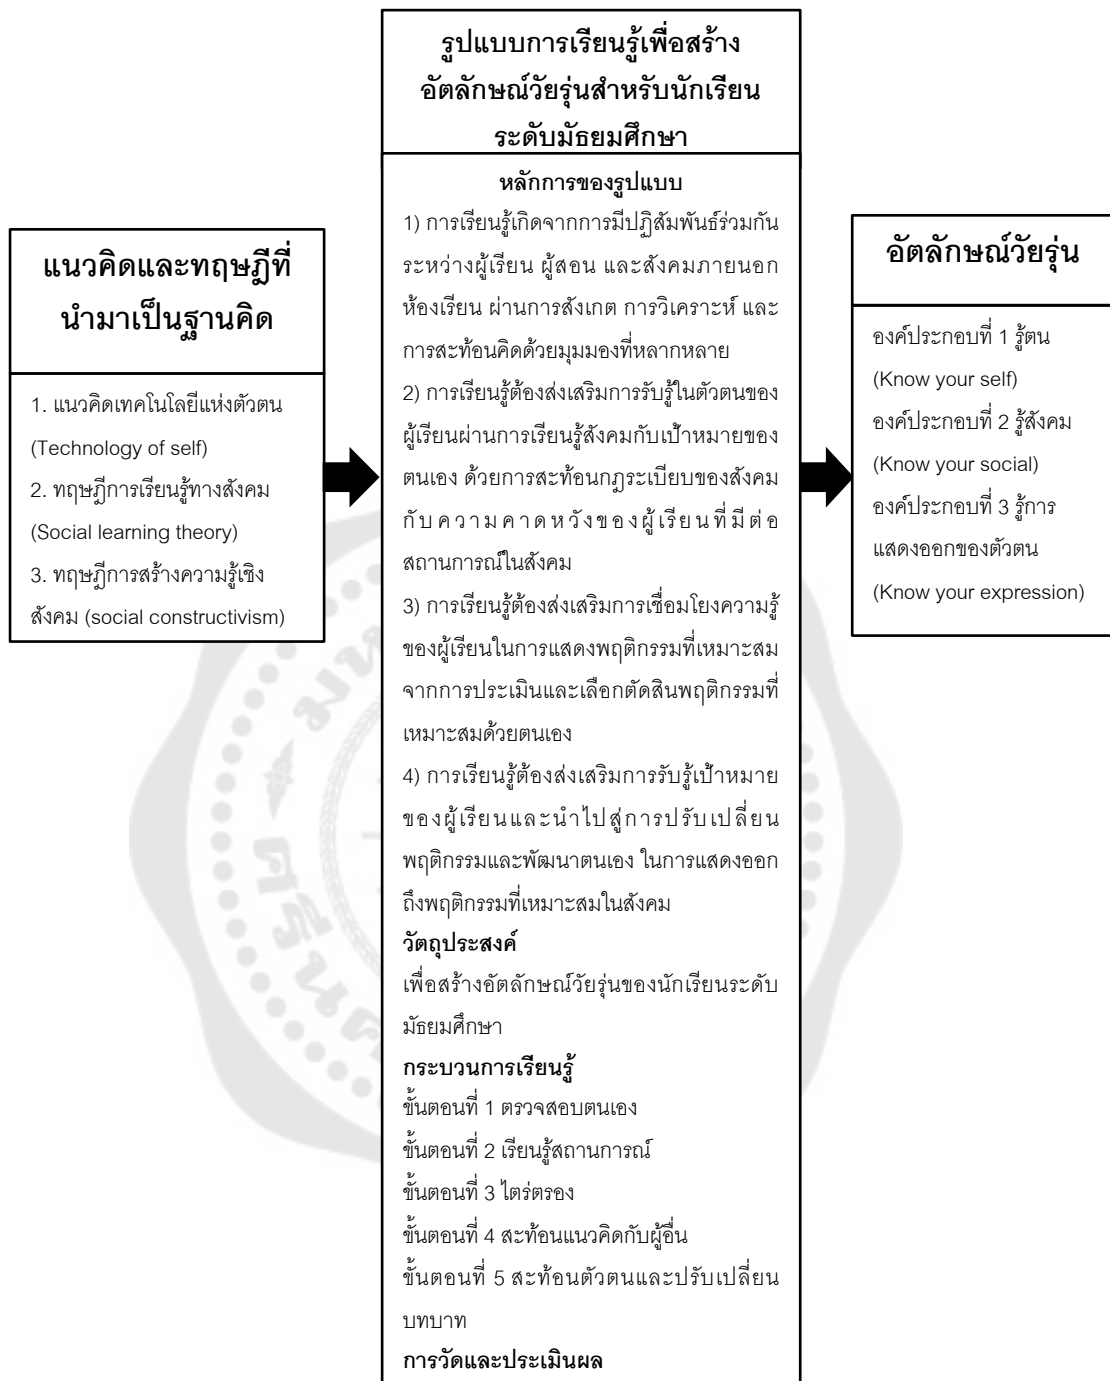 แนวคิดและทฤษฎีที่
นำมาเป็นฐานคิด
1. แนวคิดเทคโนโลยีแห่งตัวตน
(Technology of self)
2. ทฤษฎีการเรียนรู้ทางสังคม
(Social learning theory)
3. ทฤษฎีการสร้างความรู้เชิง
สังคม (social constructivism)
รูปแบบการเรียนรู้เพื่อสร้าง
อัตลักษณ์วัยรุ่นสำหรับนักเรียน
ระดับมัธยมศึกษา
หลักการของรูปแบบ
1) การเรียนรู้เกิดจากการมีปฏิสัมพันธ์ร่วมกัน
ระหว่างผู้เรียน ผู้สอน และสังคมภายนอก
ห้องเรียน ผ่านการสังเกต การวิเคราะห์ และ
การสะท้อนคิดด้วยมุมมองที่หลากหลาย
2) การเรียนรู้ต้องส่งเสริมการรับรู้ในตัวตนของ
ผู้เรียนผ่านการเรียนรู้สังคมกับเป้าหมายของ
ตนเอง ด้วยการสะท้อนกฎระเบียบของสังคม
กับความคาดหวังของผู้เรียนที่มีต่อ
สถานการณ์ในสังคม
3) การเรียนรู้ต้องส่งเสริมการเชื่อมโยงความรู้
ของผู้เรียนในการแสดงพฤติกรรมที่เหมาะสม
จากการประเมินและเลือกตัดสินพฤติกรรมที่
เหมาะสมด้วยตนเอง
4) การเรียนรู้ต้องส่งเสริมการรับรู้เป้าหมาย
ของผู้เรียนและนำไปสู่การปรับเปลี่ยน
พฤติกรรมและพัฒนาตนเอง ในการแสดงออก
ถึงพฤติกรรมที่เหมาะสมในสังคม
วัตถุประสงค์
เพื่อสร้างอัตลักษณ์วัยรุ่นของนักเรียนระดับ
มัธยมศึกษา
กระบวนการเรียนรู้
ขั้นตอนที่ 1 ตรวจสอบตนเอง
ขั้นตอนที่ 2 เรียนรู้สถานการณ์
ขั้นตอนที่ 3 ไตร่ตรอง
ขั้นตอนที่ 4 สะท้อนแนวคิดกับผู้อื่น
ขั้นตอนที่ 5 สะท้อนตัวตนและปรับเปลี่ยน
บทบาท
การวัดและประเมินผล
อัตลักษณ์วัยรุ่น
องค์ประกอบที่ 1 รู้ตน
(Know your self)
องค์ประกอบที่ 2 รู้สังคม
(Know your social)
องค์ประกอบที่ 3 รู้การ
แสดงออกของตัวตน
(Know your expression)